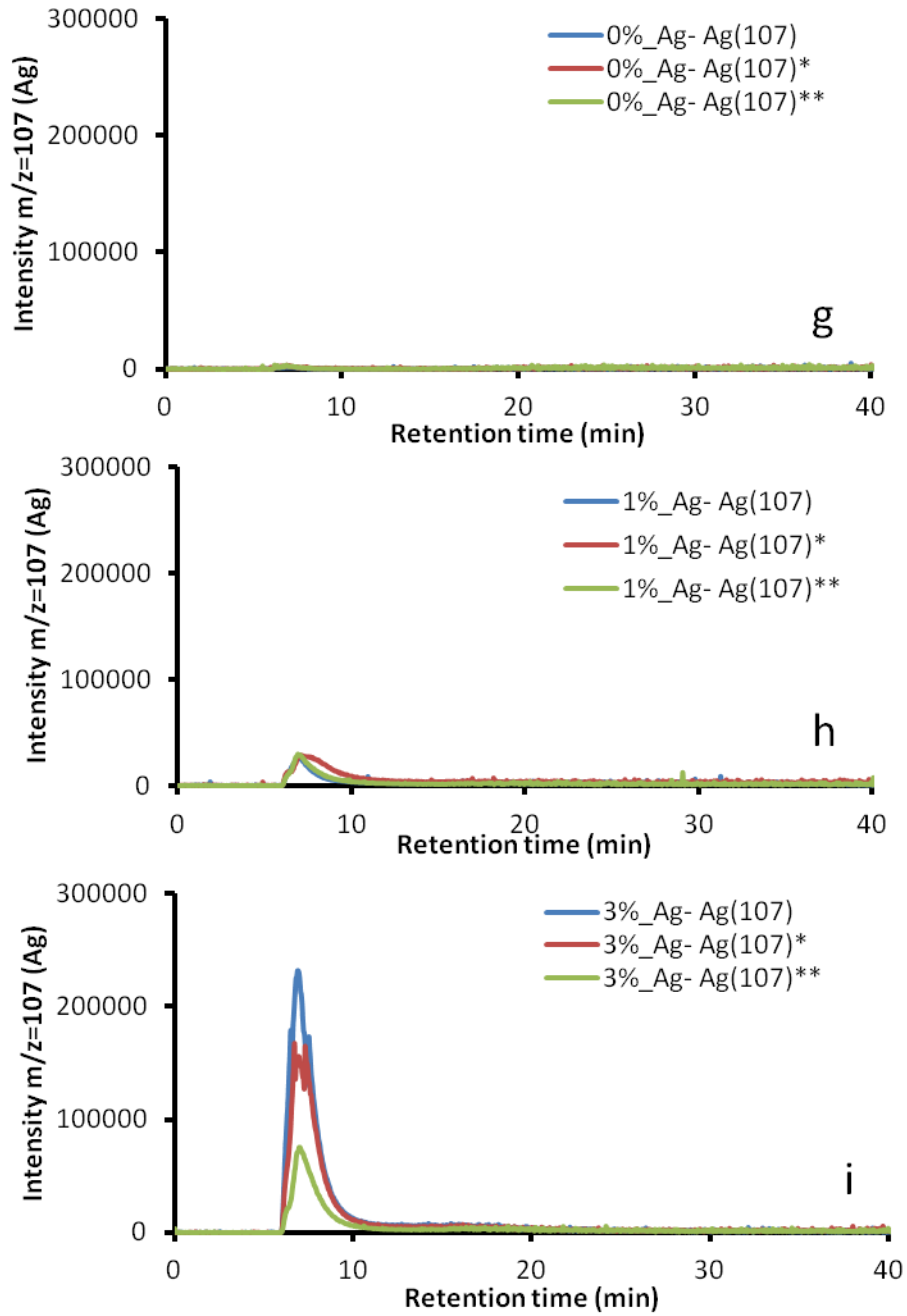 Intensity m/z=107 (Ag)
300000
200000
100000
0
0%_Ag- Ag(107)
0%_Ag- Ag(107)*
0%_Ag- Ag(107)**
g
0 10 20 30 40
Retention time (min)
Intensity m/z=107 (Ag)
300000
200000
100000
0
1%_Ag- Ag(107)
1%_Ag- Ag(107)*
1%_Ag- Ag(107)**
h
0 10 20 30 40
Retention time (min)
Intensity m/z=107 (Ag)
300000
200000
100000
0
3%_Ag- Ag(107)
3%_Ag- Ag(107)*
3%_Ag- Ag(107)**
i
0 10 20 30 40
Retention time (min)